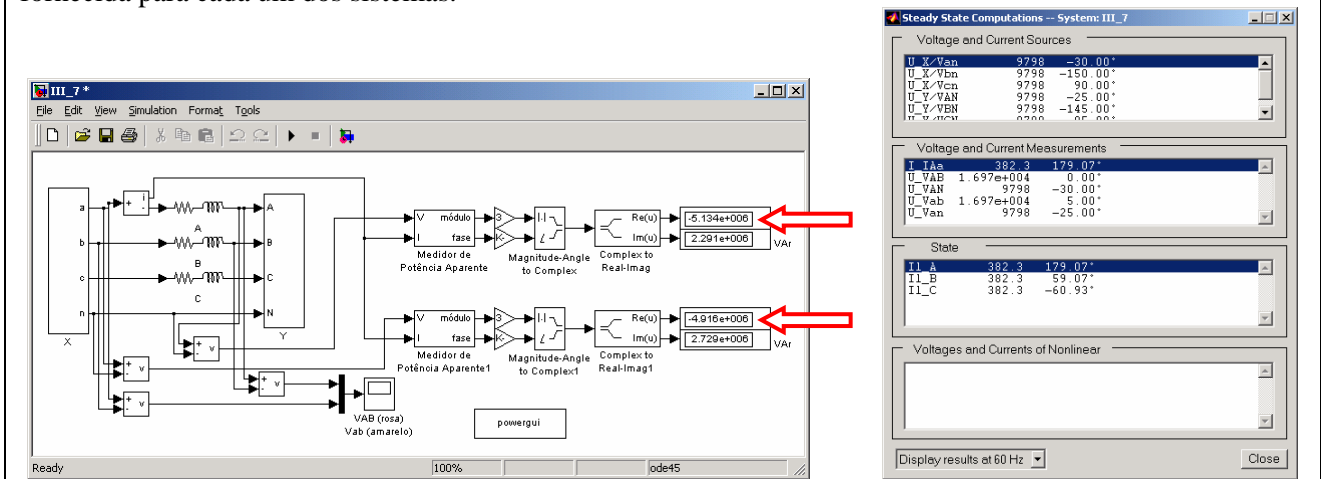 fornecida para cada um dos sistemas.
III_7 *
File Edit View Simulation Format Tools
a
b
c
n
X
+ i
-
A
B
C
A
B
C
N
Y
+
-
v
V módulo
I fase
Medidor de
Potência Aparente
3
K-
|-|
∠
Magnitude-Angle
to Complex
Re(u)
Im(u)
Complex to
Real-Imag
-5.134e+006
2.291e+006
VAr
V módulo
I fase
Medidor de
Potência Aparente1
3
K-
|-|
∠
Magnitude-Angle
to Complex1
Re(u)
Im(u)
Complex to
Real-Imag1
-4.916e+006
2.729e+006
VAr
+
-
v
+
-
v
+
-
v
VAB (rosa)
Vab (amarelo)
powergui
Ready
100%
ode45
Steady State Computations -- System: III_7
Voltage and Current Sources
U_X/Van 9798 -30.00°
U_X/Vbn 9798 -150.00°
U_X/Vcn 9798 90.00°
U_Y/VAN 9798 -25.00°
U_Y/VBN 9798 -145.00°
Voltage and Current Measurements
I_IAa 382.3 179.07°
U_VAB 1.697e+004 0.00°
U_VAN 9798 -30.00°
U_Vab 1.697e+004 5.00°
U_Van 9798 -25.00°
State
Il_A 382.3 179.07°
Il_B 382.3 59.07°
Il_C 382.3 -60.93°
Voltages and Currents of Nonlinear
Display results at 60 Hz
Close